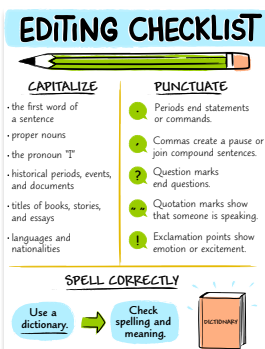 EDITING CHECKLIST
CAPITALIZE
• the first word of
a sentence
• proper nouns
• the pronoun "I"
• historical periods, events,
and documents
• titles of books, stories,
and essays
• languages and
nationalities
PUNCTUATE
. Periods end statements
or commands.
, Commas create a pause or
join compound sentences.
? Question marks
end questions.
" " Quotation marks show
that someone is speaking.
! Exclamation points show
emotion or excitement.
SPELL CORRECTLY
Use a
dictionary.
Check
spelling and
meaning.
DICTIONARY